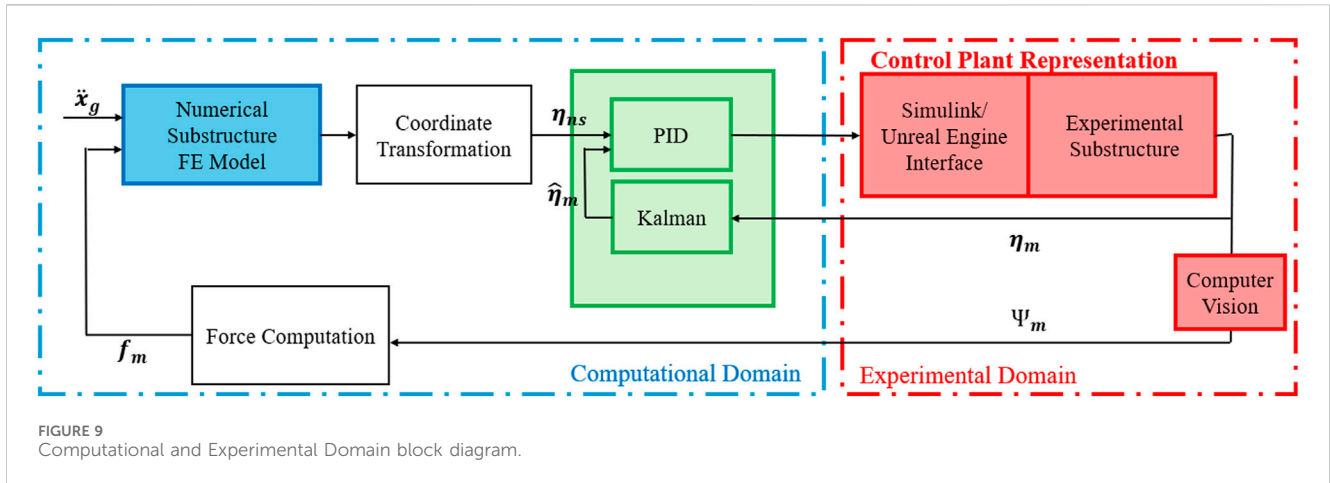 Control Plant Representation
ẍ_g
Numerical
Substructure
FE Model
Coordinate
Transformation
η_ns
PID
Simulink/
Unreal Engine
Interface
Experimental
Substructure
η̂_m
Kalman
η_m
Computer
Vision
Ψ_m
Force Computation
f_m
Computational Domain
Experimental Domain
FIGURE 9
Computational and Experimental Domain block diagram.